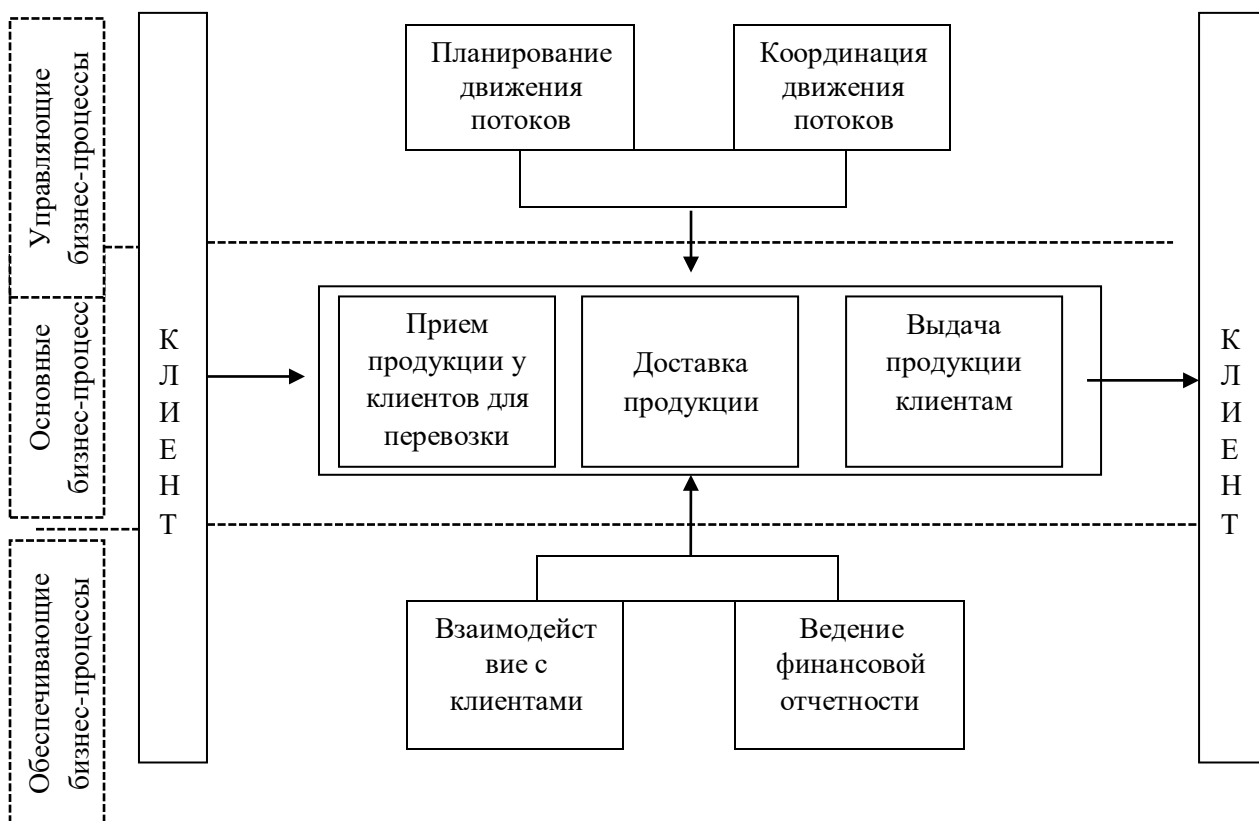 Управляющие
бизнес-процессы
Основные
бизнес-процесс
Обеспечивающие
бизнес-процессы
К
Л
И
Е
Н
Т
Планирование
движения
потоков
Координация
движения
потоков
Прием
продукции у
клиентов для
перевозки
Доставка
продукции
Выдача
продукции
клиентам
Взаимодейст
вие с
клиентами
Ведение
финансовой
отчетности
К
Л
И
Е
Н
Т